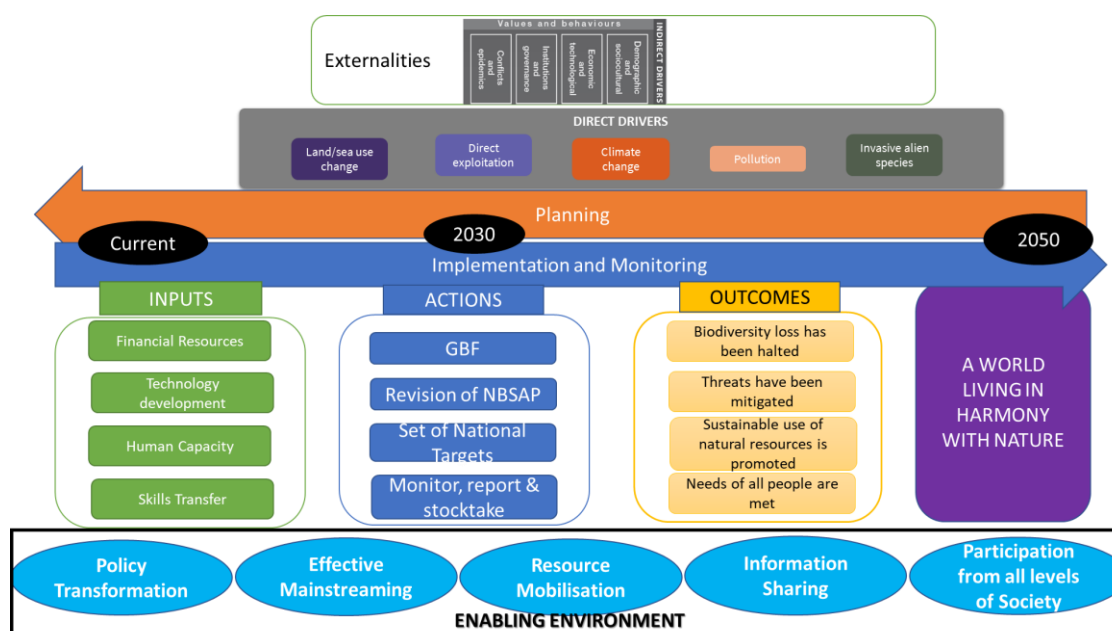 Externalities
Values and behaviours
Conflicts
and
epidemics
Institutions
and
governance
Economic
and
technological
Demographic
and
sociocultural
INDIRECT DRIVERS
DIRECT DRIVERS
Land/sea use
change
Direct
exploitation
Climate
change
Pollution
Invasive alien
species
Planning
Current
2030
2050
Implementation and Monitoring
INPUTS
Financial Resources
Technology
development
Human Capacity
Skills Transfer
ACTIONS
GBF
Revision of NBSAP
Set of National
Targets
Monitor, report &
stocktake
OUTCOMES
Biodiversity loss has
been halted
Threats have been
mitigated
Sustainable use of
natural resources is
promoted
Needs of all people are
met
A WORLD
LIVING IN
HARMONY
WITH NATURE
Policy
Transformation
Effective
Mainstreaming
Resource
Mobilisation
Information
Sharing
Participation
from all levels
of Society
ENABLING ENVIRONMENT